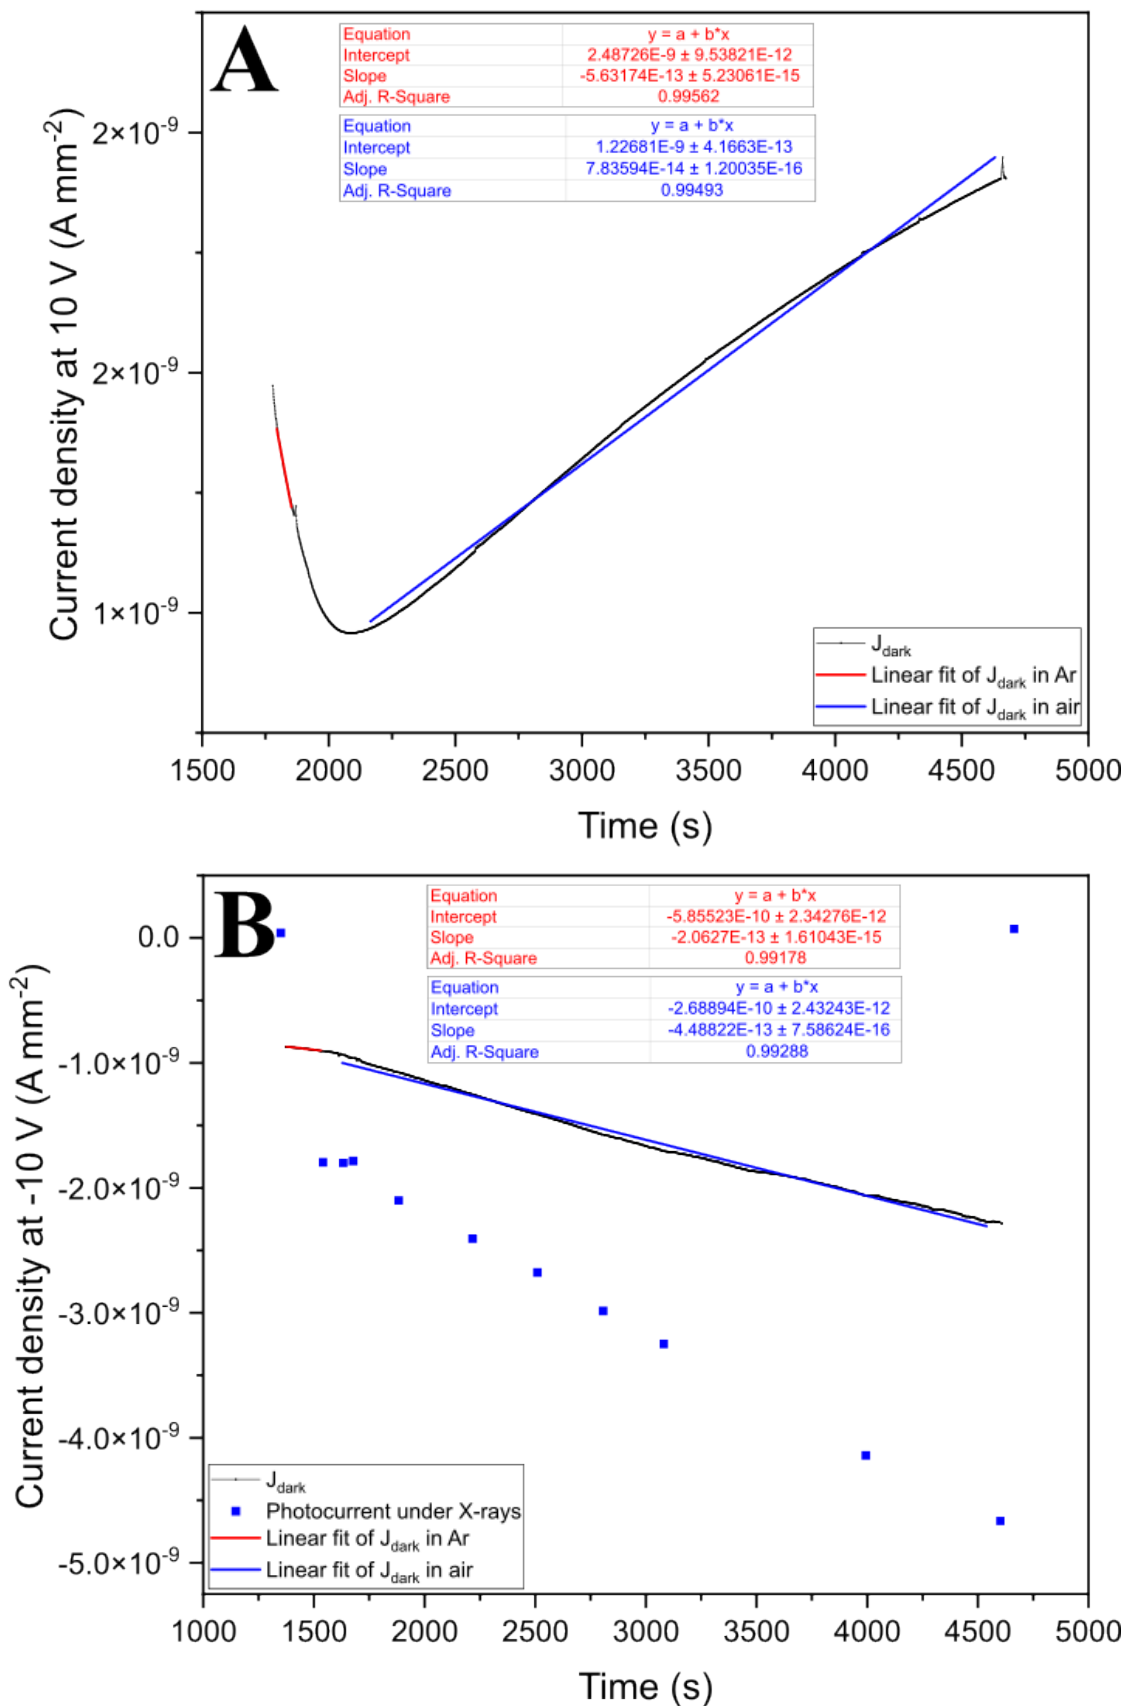 A
Equation y = a + b*x
Intercept 2.48726E-9 ± 9.53821E-12
Slope -5.63174E-13 ± 5.23061E-15
Adj. R-Square 0.99562
Equation y = a + b*x
Intercept 1.22681E-9 ± 4.1663E-13
Slope 7.83594E-14 ± 1.20035E-16
Adj. R-Square 0.99493
Current density at 10 V (A mm⁻²)
2×10⁻⁹
2×10⁻⁹
1×10⁻⁹
J_dark
Linear fit of J_dark in Ar
Linear fit of J_dark in air
1500 2000 2500 3000 3500 4000 4500 5000
Time (s)
B
Equation y = a + b*x
Intercept -5.85523E-10 ± 2.34276E-12
Slope -2.0627E-13 ± 1.61043E-15
Adj. R-Square 0.99178
Equation y = a + b*x
Intercept -2.68894E-10 ± 2.43243E-12
Slope -4.48822E-13 ± 7.58624E-16
Adj. R-Square 0.99288
Current density at -10 V (A mm⁻²)
0.0
-1.0×10⁻⁹
-2.0×10⁻⁹
-3.0×10⁻⁹
-4.0×10⁻⁹
-5.0×10⁻⁹
J_dark
Photocurrent under X-rays
Linear fit of J_dark in Ar
Linear fit of J_dark in air
1000 1500 2000 2500 3000 3500 4000 4500 5000
Time (s)